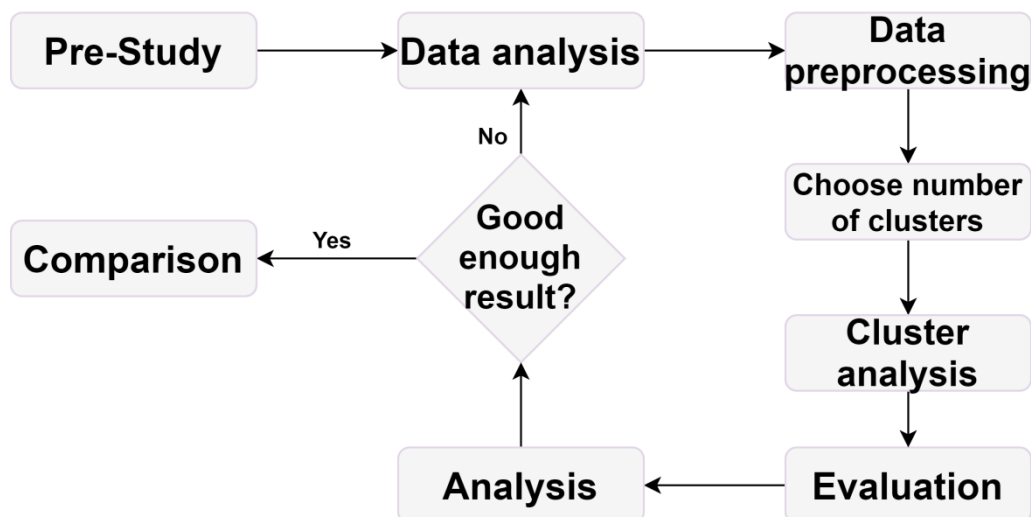 Pre-Study
Data analysis
Data
preprocessing
No
Choose number
of clusters
Good
enough
result?
Yes
Comparison
Cluster
analysis
Analysis
Evaluation